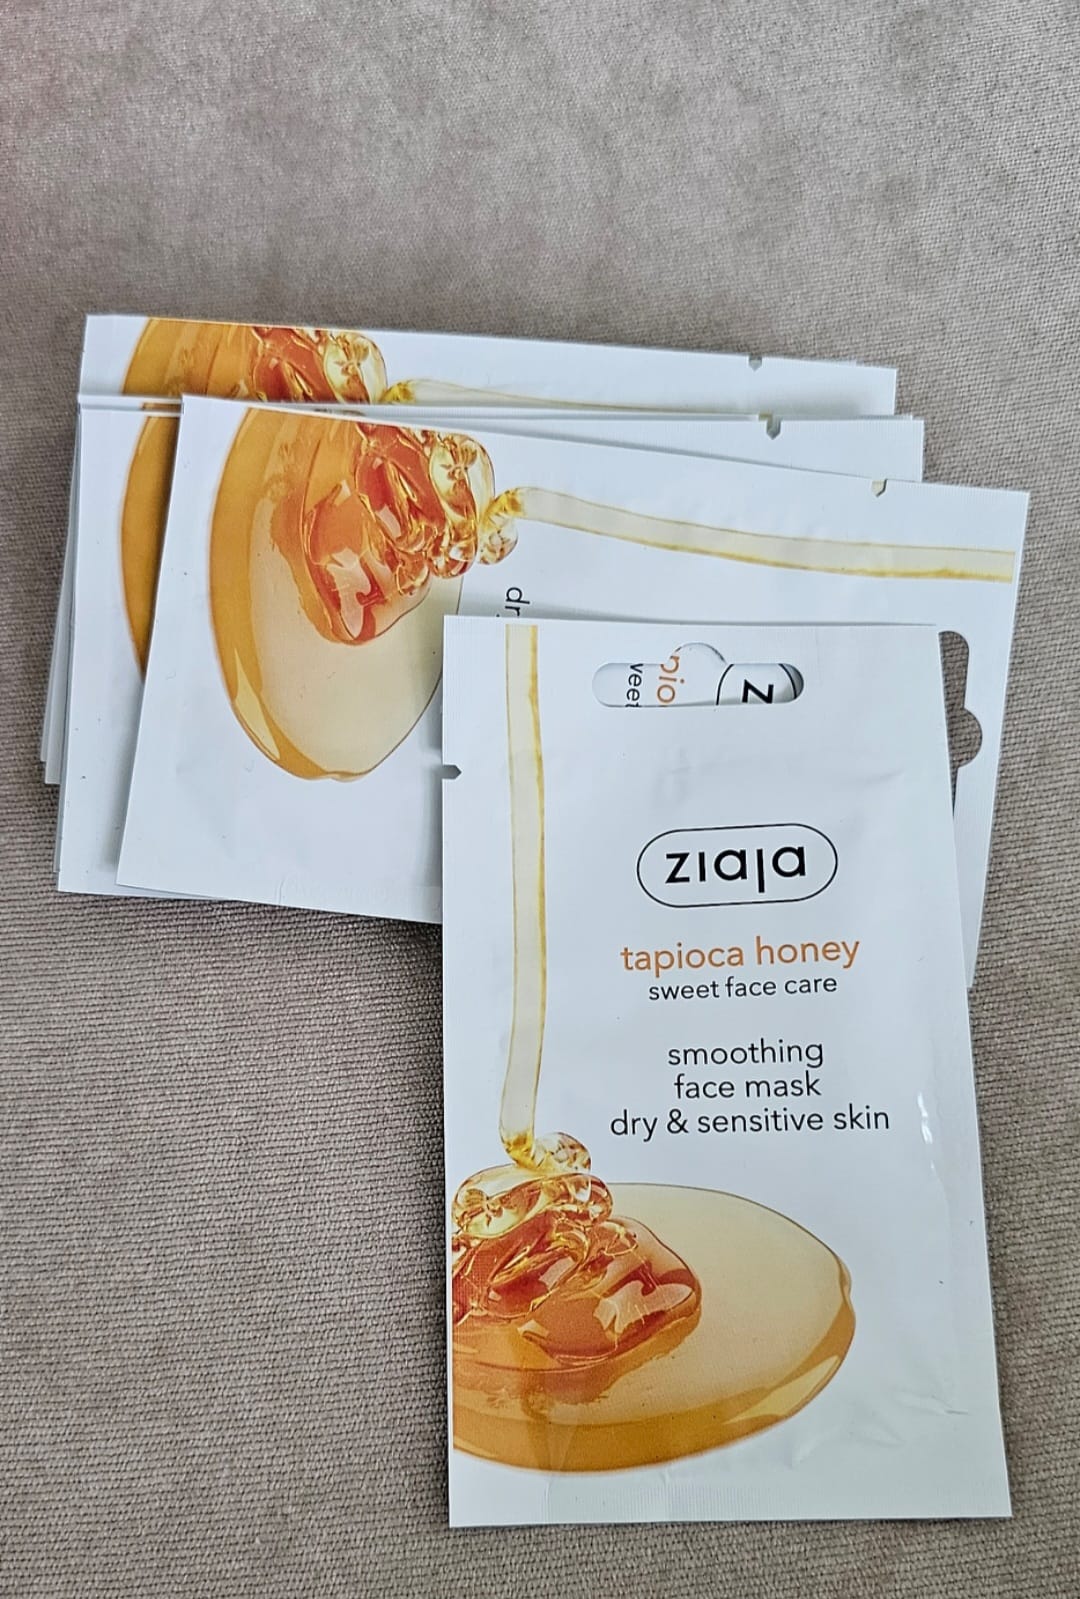 ziaja
tapioca honey
sweet face care
smoothing
face mask
dry & sensitive skin